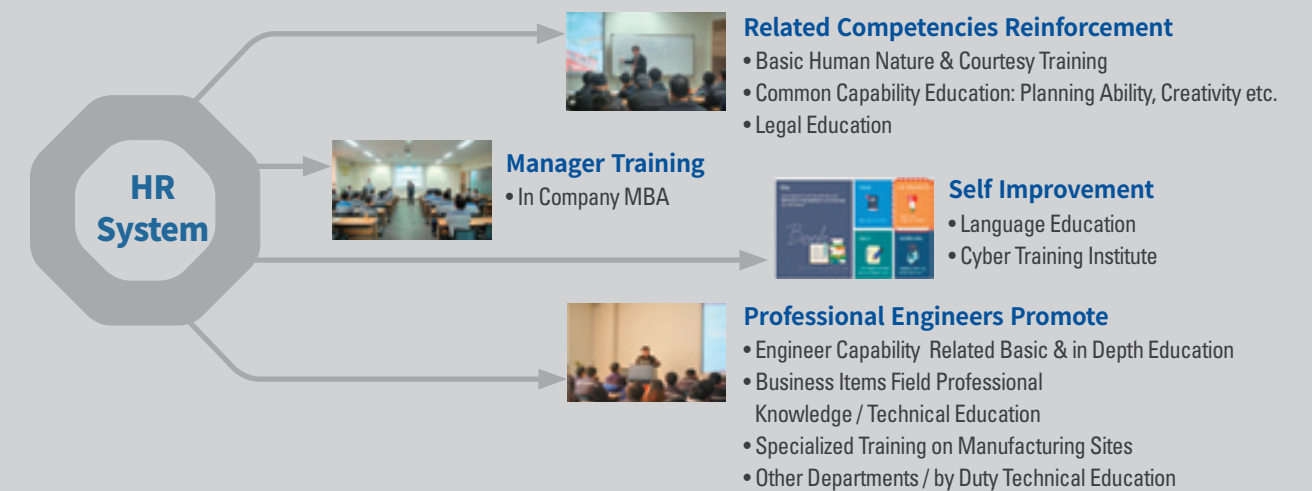 HR
System
Related Competencies Reinforcement
• Basic Human Nature & Courtesy Training
• Common Capability Education: Planning Ability, Creativity etc.
• Legal Education
Manager Training
• In Company MBA
Self Improvement
• Language Education
• Cyber Training Institute
Professional Engineers Promote
• Engineer Capability Related Basic & in Depth Education
• Business Items Field Professional
Knowledge / Technical Education
• Specialized Training on Manufacturing Sites
• Other Departments / by Duty Technical Education
Book